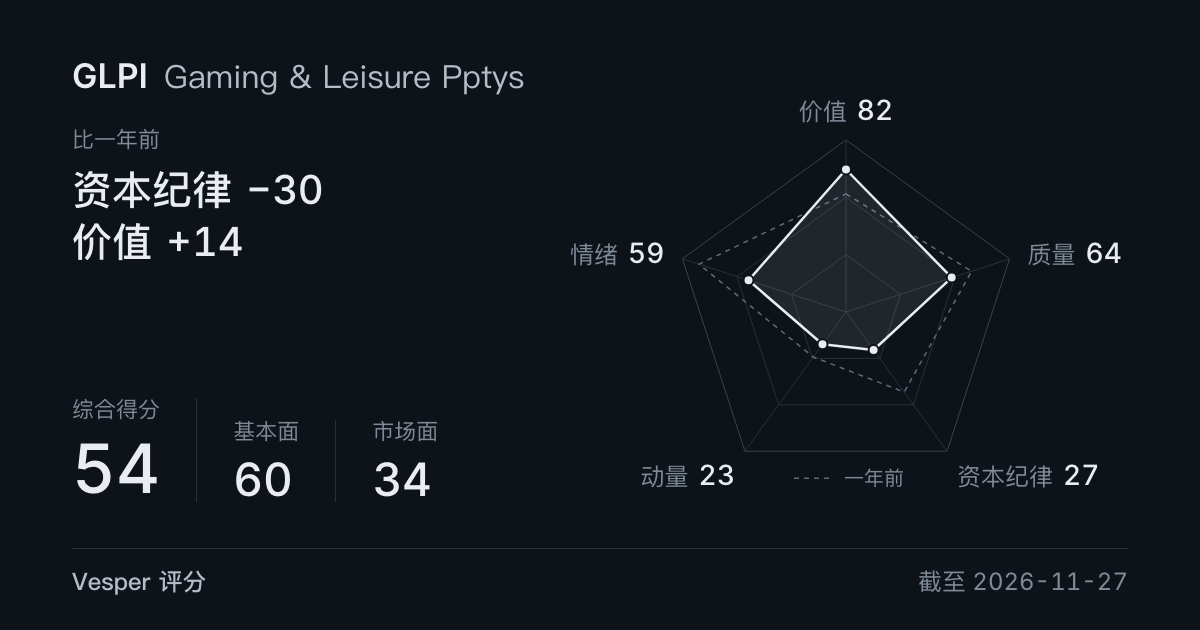 GLPI Gaming & Leisure Pptys
比一年前
资本纪律 −30
价值 +14
价值 82
情绪 59
质量 64
动量 23
一年前
资本纪律 27
综合得分
54
基本面
60
市场面
34
Vesper 评分
截至 2026-11-27